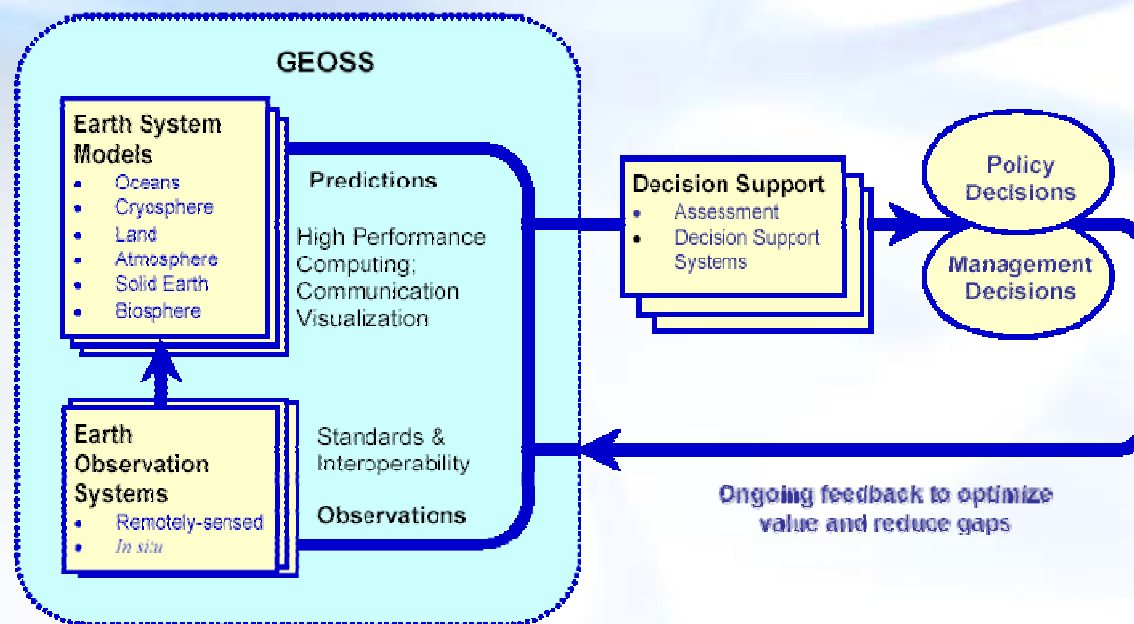 GEOSS
Earth System
Models
• Oceans
• Cryosphere
• Land
• Atmosphere
• Solid Earth
• Biosphere
Predictions
High Performance
Computing;
Communication
Visualization
Earth
Observation
Systems
• Remotely-sensed
• In situ
Standards &
Interoperability
Observations
Decision Support
• Assessment
• Decision Support
Systems
Policy
Decisions
Management
Decisions
Ongoing feedback to optimize
value and reduce gaps